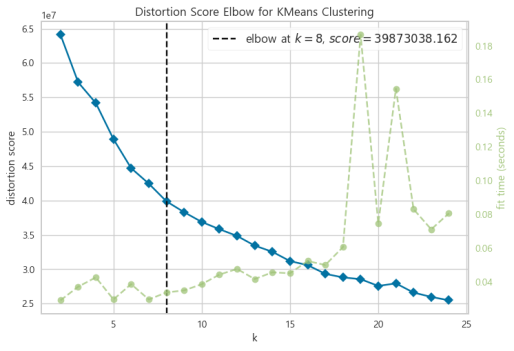 Distortion Score Elbow for KMeans Clustering
1e7
elbow at k = 8, score = 39873038.162
6.5
6.0
5.5
5.0
4.5
4.0
3.5
3.0
2.5
distortion score
0.18
0.16
0.14
0.12
0.10
0.08
0.06
0.04
fit time (seconds)
5 10 15 20 25
k